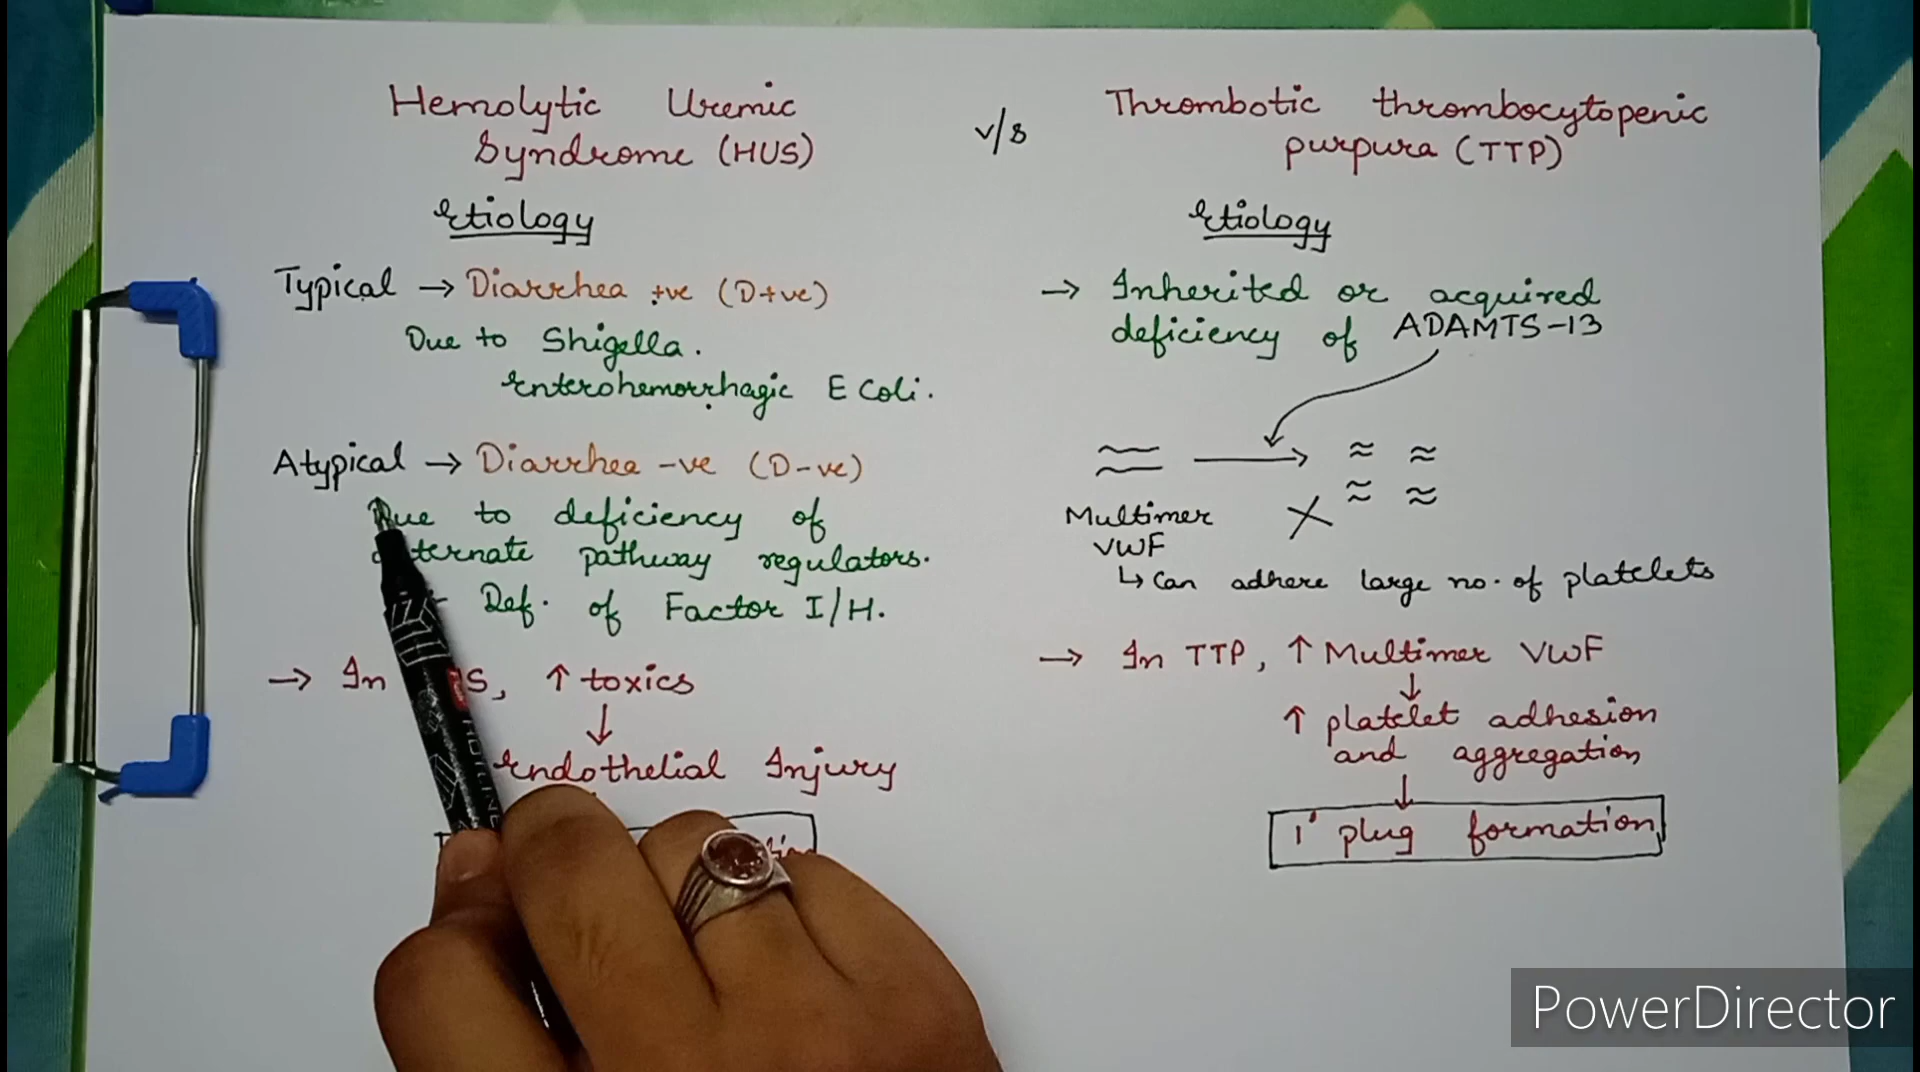 Hemolytic Uremic
Syndrome (HUS)
v/s
Thrombotic thrombocytopenic
purpura (TTP)
Etiology
Typical → Diarrhea +ve (D+ve)
Due to Shigella.
Enterohemorrhagic E Coli.
Atypical → Diarrhea -ve (D-ve)
Due to deficiency of
alternate pathway regulators.
Def. of Factor I/H.
→ In S, ↑ toxics
↓
Endothelial Injury
Etiology
→ Inherited or acquired
deficiency of ADAMTS-13
Multimer
VWF
↳ Can adhere large no. of platelets
→ In TTP, ↑ Multimer VWF
↓
↑ platelet adhesion
and aggregation
↓
1° plug formation
PowerDirector